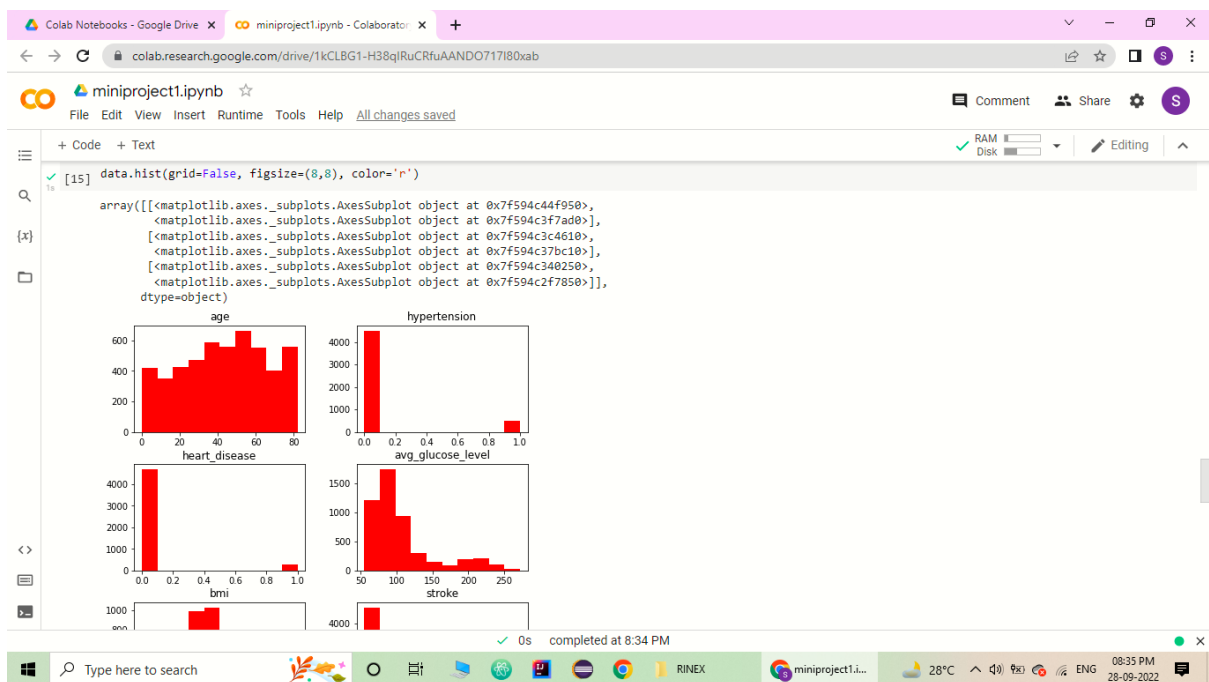 Colab Notebooks - Google Drive
miniproject1.ipynb - Colaborator
colab.research.google.com/drive/1kCLBG1-H38qIRuCRfuAANDO717I80xab
S
CO
miniproject1.ipynb
File Edit View Insert Runtime Tools Help All changes saved
Comment
Share
S
+ Code + Text
RAM
Disk
Editing
1s
[15] data.hist(grid=False, figsize=(8,8), color='r')
array([[<matplotlib.axes._subplots.AxesSubplot object at 0x7f594c44f950>,
<matplotlib.axes._subplots.AxesSubplot object at 0x7f594c3f7ad0>],
[<matplotlib.axes._subplots.AxesSubplot object at 0x7f594c3c4610>,
<matplotlib.axes._subplots.AxesSubplot object at 0x7f594c37bc10>],
[<matplotlib.axes._subplots.AxesSubplot object at 0x7f594c340250>,
<matplotlib.axes._subplots.AxesSubplot object at 0x7f594c2f7850>]],
dtype=object)
{x}
age
600
400
200
0
0 20 40 60 80
hypertension
4000
3000
2000
1000
0
0.0 0.2 0.4 0.6 0.8 1.0
heart_disease
4000
3000
2000
1000
0
0.0 0.2 0.4 0.6 0.8 1.0
avg_glucose_level
1500
1000
500
0
50 100 150 200 250
bmi
1000
800
stroke
4000
0s completed at 8:34 PM
Type here to search
RINEX
miniproject1.i...
28°C
ENG
08:35 PM
28-09-2022